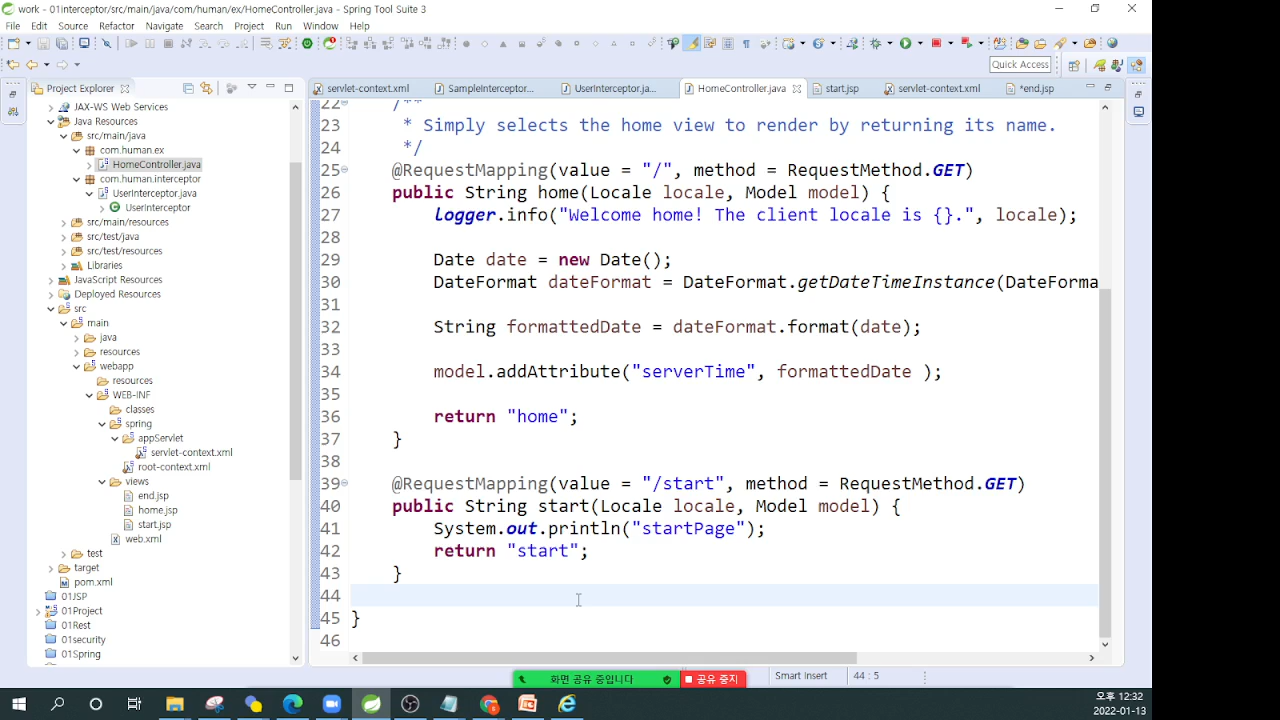 work - 01interceptor/src/main/java/com/human/ex/HomeController.java - Spring Tool Suite 3
File Edit Source Refactor Navigate Search Project Run Window Help
Quick Access
Project Explorer
JAX-WS Web Services
Java Resources
src/main/java
com.human.ex
HomeController.java
com.human.interceptor
UserInterceptor.java
UserInterceptor
src/main/resources
src/test/java
src/test/resources
Libraries
JavaScript Resources
Deployed Resources
src
main
java
resources
webapp
resources
WEB-INF
classes
spring
appServlet
servlet-context.xml
root-context.xml
views
end.jsp
home.jsp
start.jsp
web.xml
test
target
pom.xml
01JSP
01Project
01Rest
01security
01Spring
servlet-context.xml SampleInterceptor... UserInterceptor.ja... HomeController.java start.jsp servlet-context.xml *end.jsp
22 /**
23 * Simply selects the home view to render by returning its name.
24 */
25 @RequestMapping(value = "/", method = RequestMethod.GET)
26 public String home(Locale locale, Model model) {
27 logger.info("Welcome home! The client locale is {}.", locale);
28
29 Date date = new Date();
30 DateFormat dateFormat = DateFormat.getDateTimeInstance(DateForma
31
32 String formattedDate = dateFormat.format(date);
33
34 model.addAttribute("serverTime", formattedDate );
35
36 return "home";
37 }
38
39 @RequestMapping(value = "/start", method = RequestMethod.GET)
40 public String start(Locale locale, Model model) {
41 System.out.println("startPage");
42 return "start";
43 }
44
45 }
46
화면 공유 중입니다 공유 중지
Smart Insert 44 : 5
오후 12:32
2022-01-13